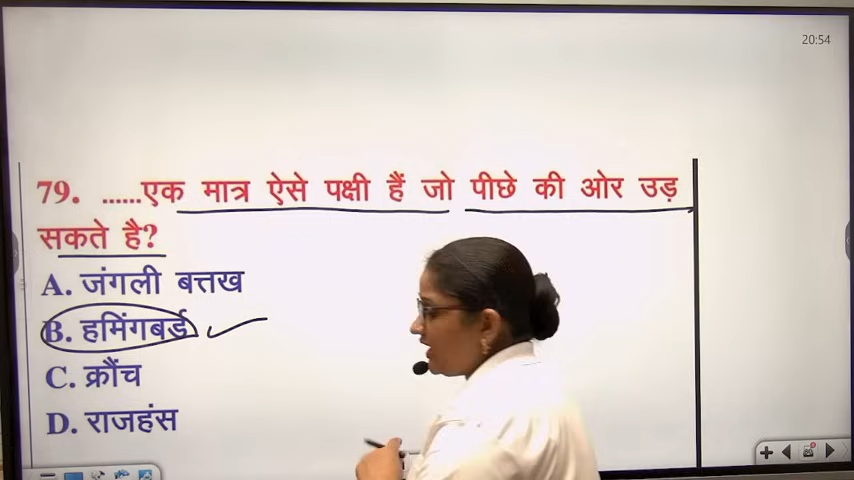 20:54
79. ......एक मात्र ऐसे पक्षी हैं जो पीछे की ओर उड़
सकते है?
A. जंगली बत्तख
B. हमिंगबर्ड
C. क्रौंच
D. राजहंस